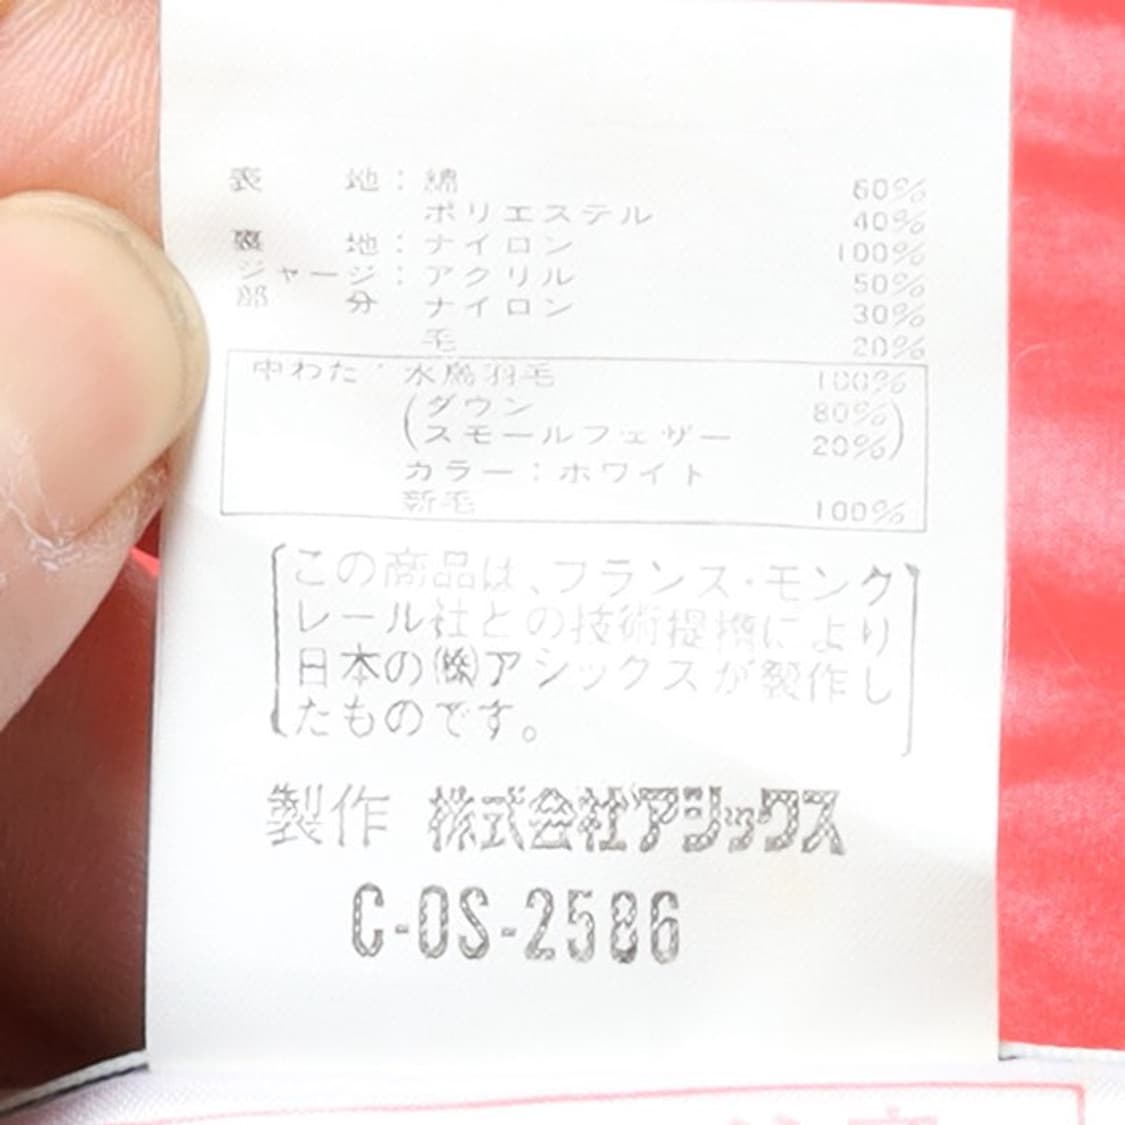 表 地：綿 60%
ポリエステル 40%
裏 地：ナイロン 100%
ジャージ：アクリル 50%
部 分 ナイロン 30%
毛 20%
中わた：水鳥羽毛 100%
（ダウン 80%
スモールフェザー 20%）
カラー：ホワイト
新毛 100%
この商品は、フランス・モンク
レール社との技術提携により
日本の㈱アシックスが製作し
たものです。
製作 株式会社アシックス
C-OS-2586